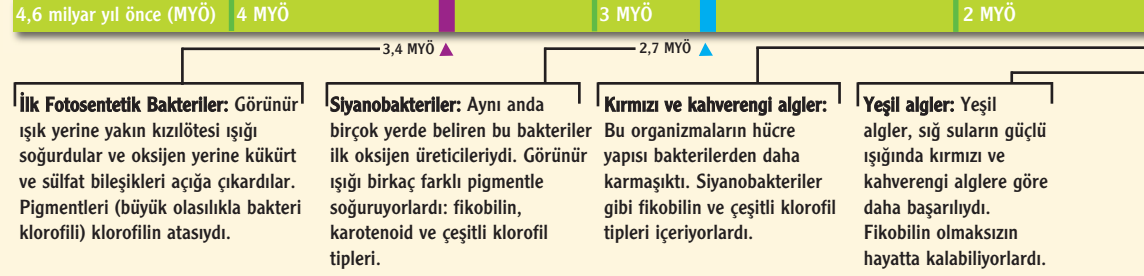 4,6 milyar yıl önce (MYÖ) 4 MYÖ 3 MYÖ 2 MYÖ
3,4 MYÖ 2,7 MYÖ
İlk Fotosentetik Bakteriler: Görünür
ışık yerine yakın kızılötesi ışığı
soğurdular ve oksijen yerine kükürt
ve sülfat bileşikleri açığa çıkardılar.
Pigmentleri (büyük olasılıkla bakteri
klorofili) klorofilin atasıydı.
Siyanobakteriler: Aynı anda
birçok yerde beliren bu bakteriler
ilk oksijen üreticileriydi. Görünür
ışığı birkaç farklı pigmentle
soğuruyorlardı: fikobilin,
karotenoid ve çeşitli klorofil
tipleri.
Kırmızı ve kahverengi algler:
Bu organizmaların hücre
yapısı bakterilerden daha
karmaşıktı. Siyanobakteriler
gibi fikobilin ve çeşitli klorofil
tipleri içeriyorlardı.
Yeşil algler: Yeşil
algler, sığ suların güçlü
ışığında kırmızı ve
kahverengi alglere göre
daha başarılıydı.
Fikobilin olmaksızın
hayatta kalabiliyorlardı.